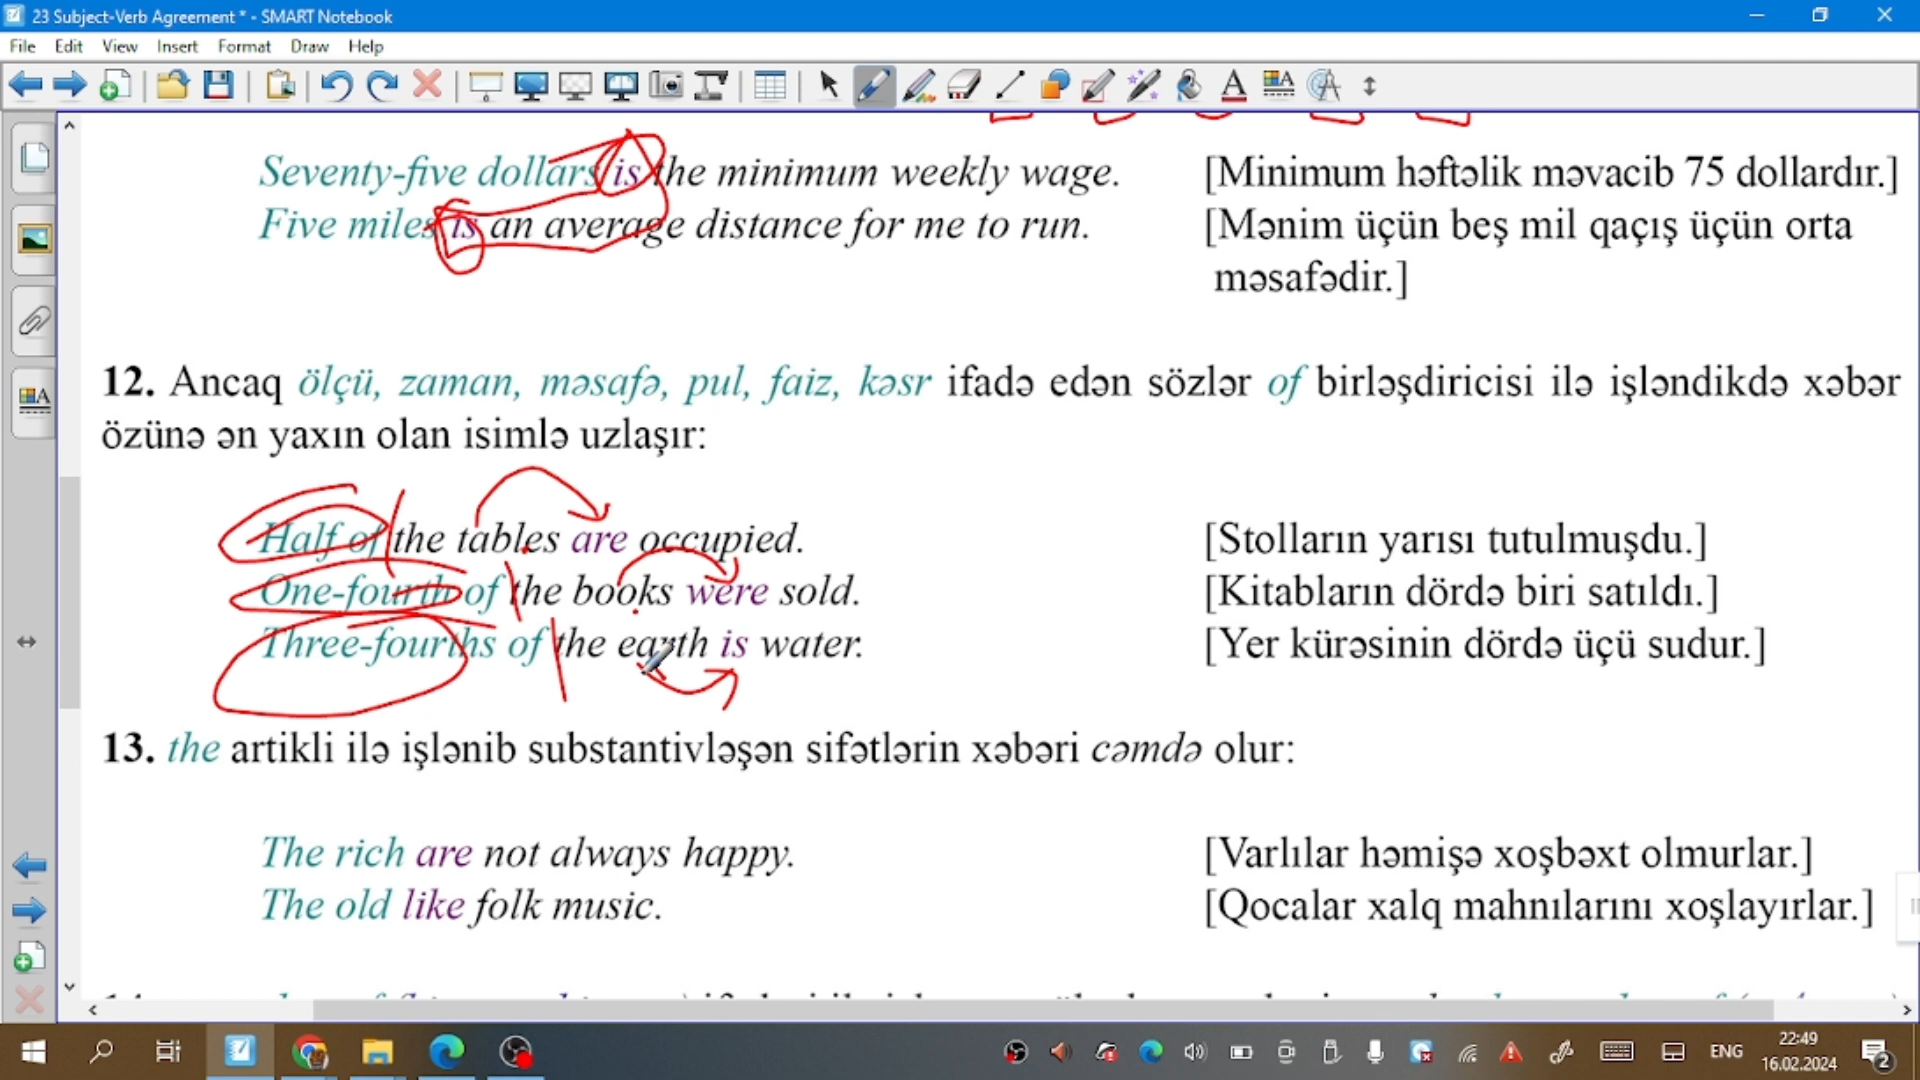 23 Subject-Verb Agreement * - SMART Notebook
File Edit View Insert Format Draw Help
Seventy-five dollars is the minimum weekly wage. [Minimum həftəlik məvacib 75 dollardır.]
Five miles is an average distance for me to run. [Mənim üçün beş mil qaçış üçün orta
məsafədir.]
12. Ancaq ölçü, zaman, məsafə, pul, faiz, kəsr ifadə edən sözlər of birləşdiricisi ilə işləndikdə xəbər
özünə ən yaxın olan isimlə uzlaşır:
Half of the tables are occupied. [Stolların yarısı tutulmuşdu.]
One-fourth of the books were sold. [Kitabların dördə biri satıldı.]
Three-fourths of the earth is water. [Yer kürəsinin dördə üçü sudur.]
13. the artikli ilə işlənib substantivləşən sifətlərin xəbəri cəmdə olur:
The rich are not always happy. [Varlılar həmişə xoşbəxt olmurlar.]
The old like folk music. [Qocalar xalq mahnılarını xoşlayırlar.]
ENG
22:49
16.02.2024
2